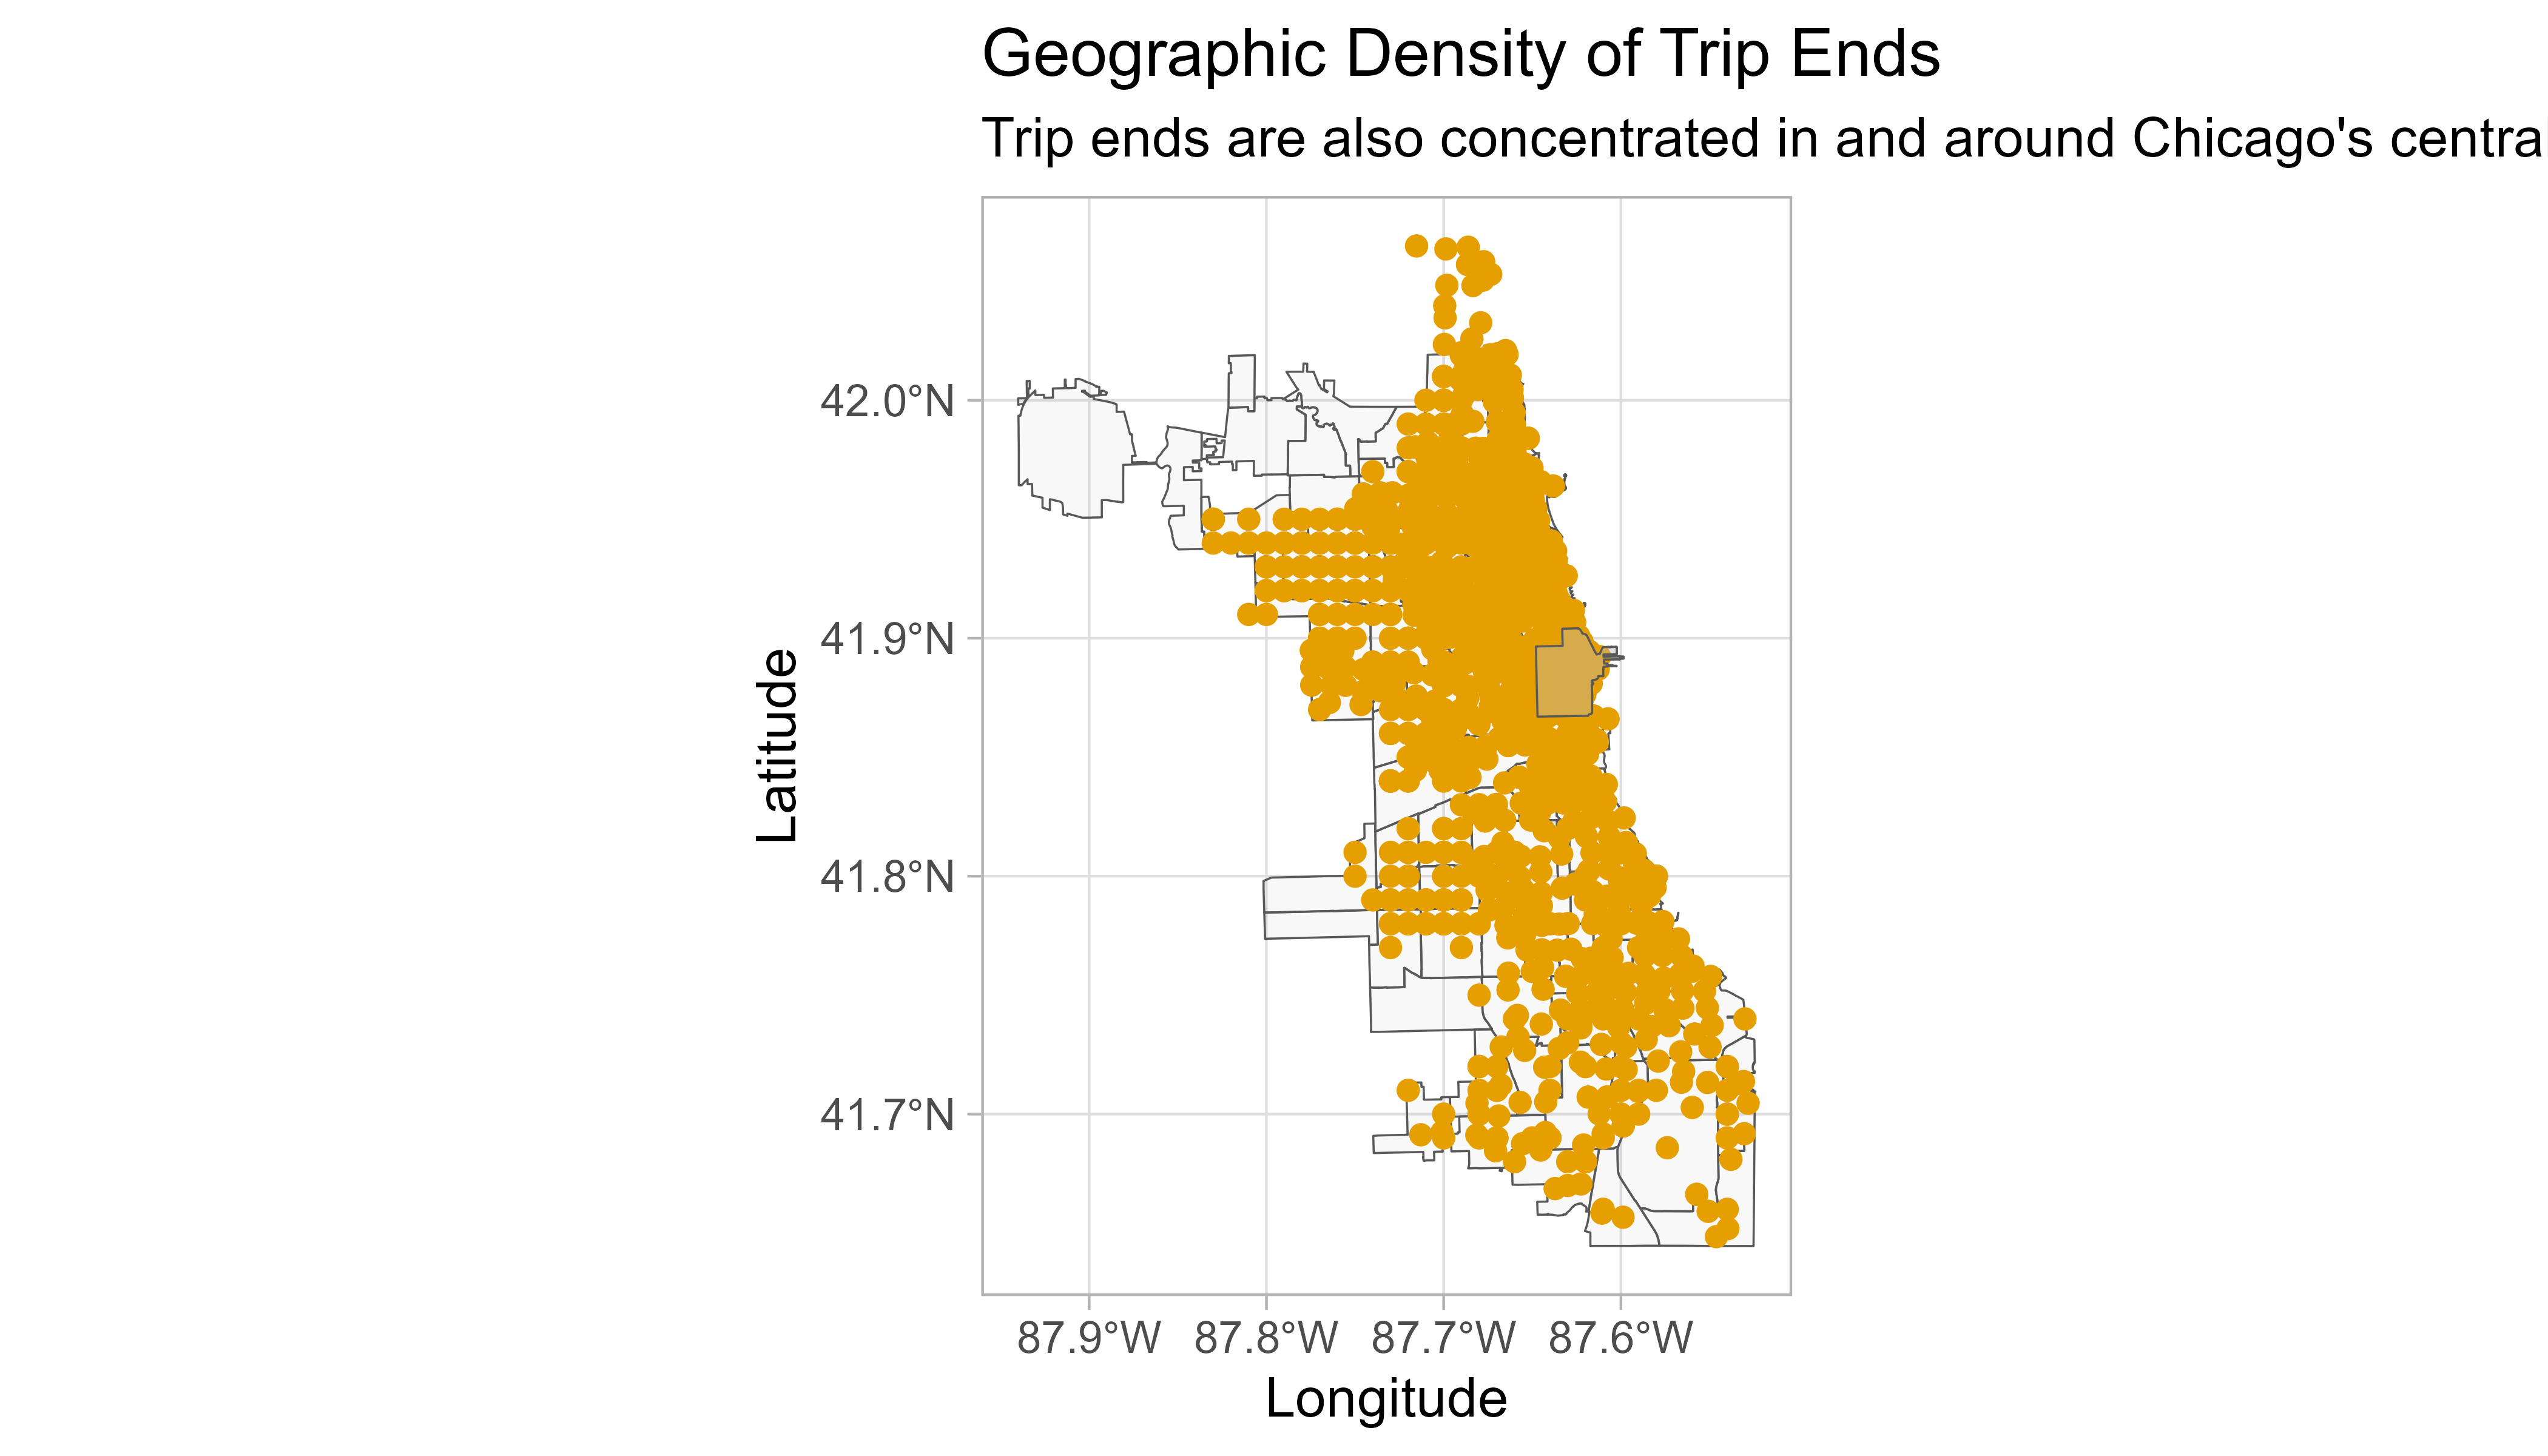 Geographic Density of Trip Ends
Trip ends are also concentrated in and around Chicago's centra
42.0°N
41.9°N
41.8°N
41.7°N
Latitude
87.9°W 87.8°W 87.7°W 87.6°W
Longitude